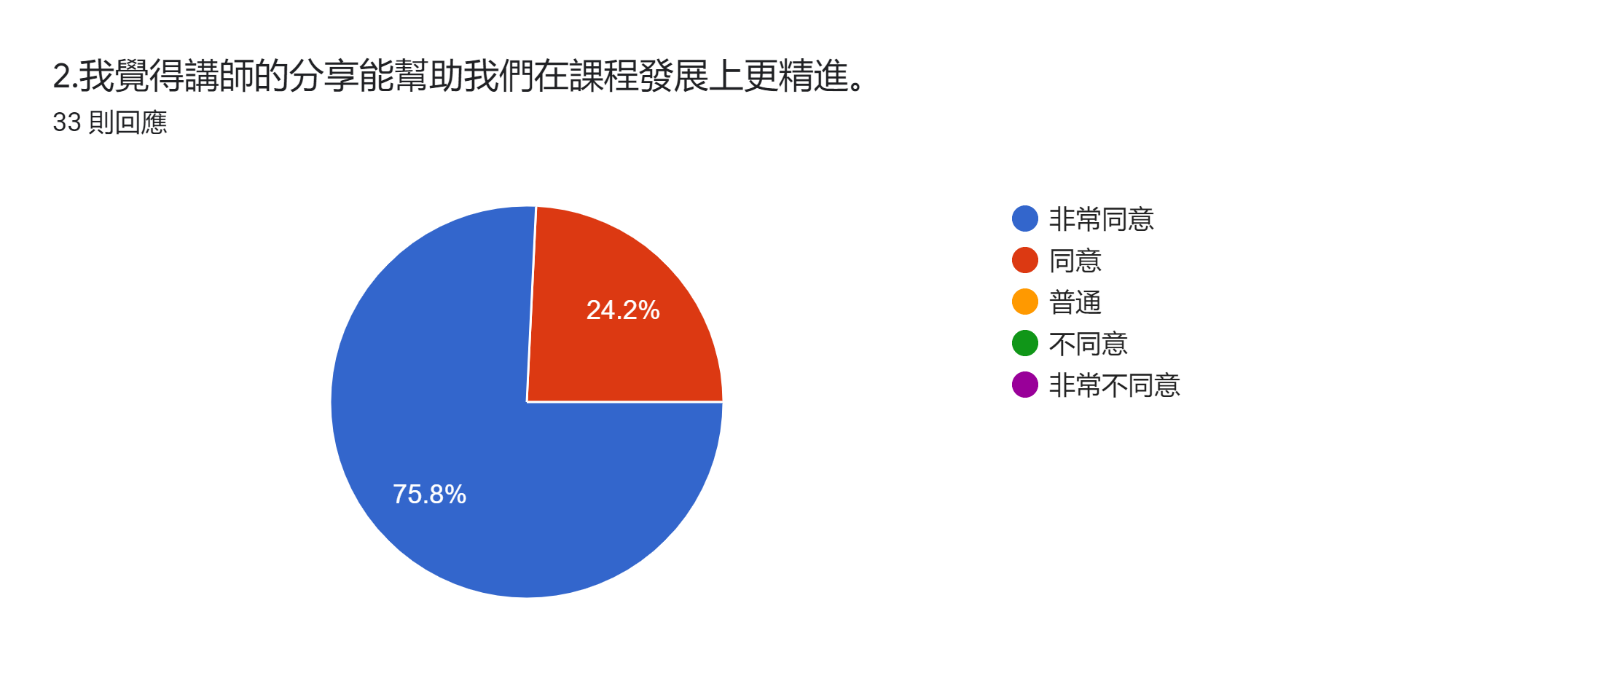 2.我覺得講師的分享能幫助我們在課程發展上更精進。
33 則回應
24.2%
75.8%
非常同意
同意
普通
不同意
非常不同意